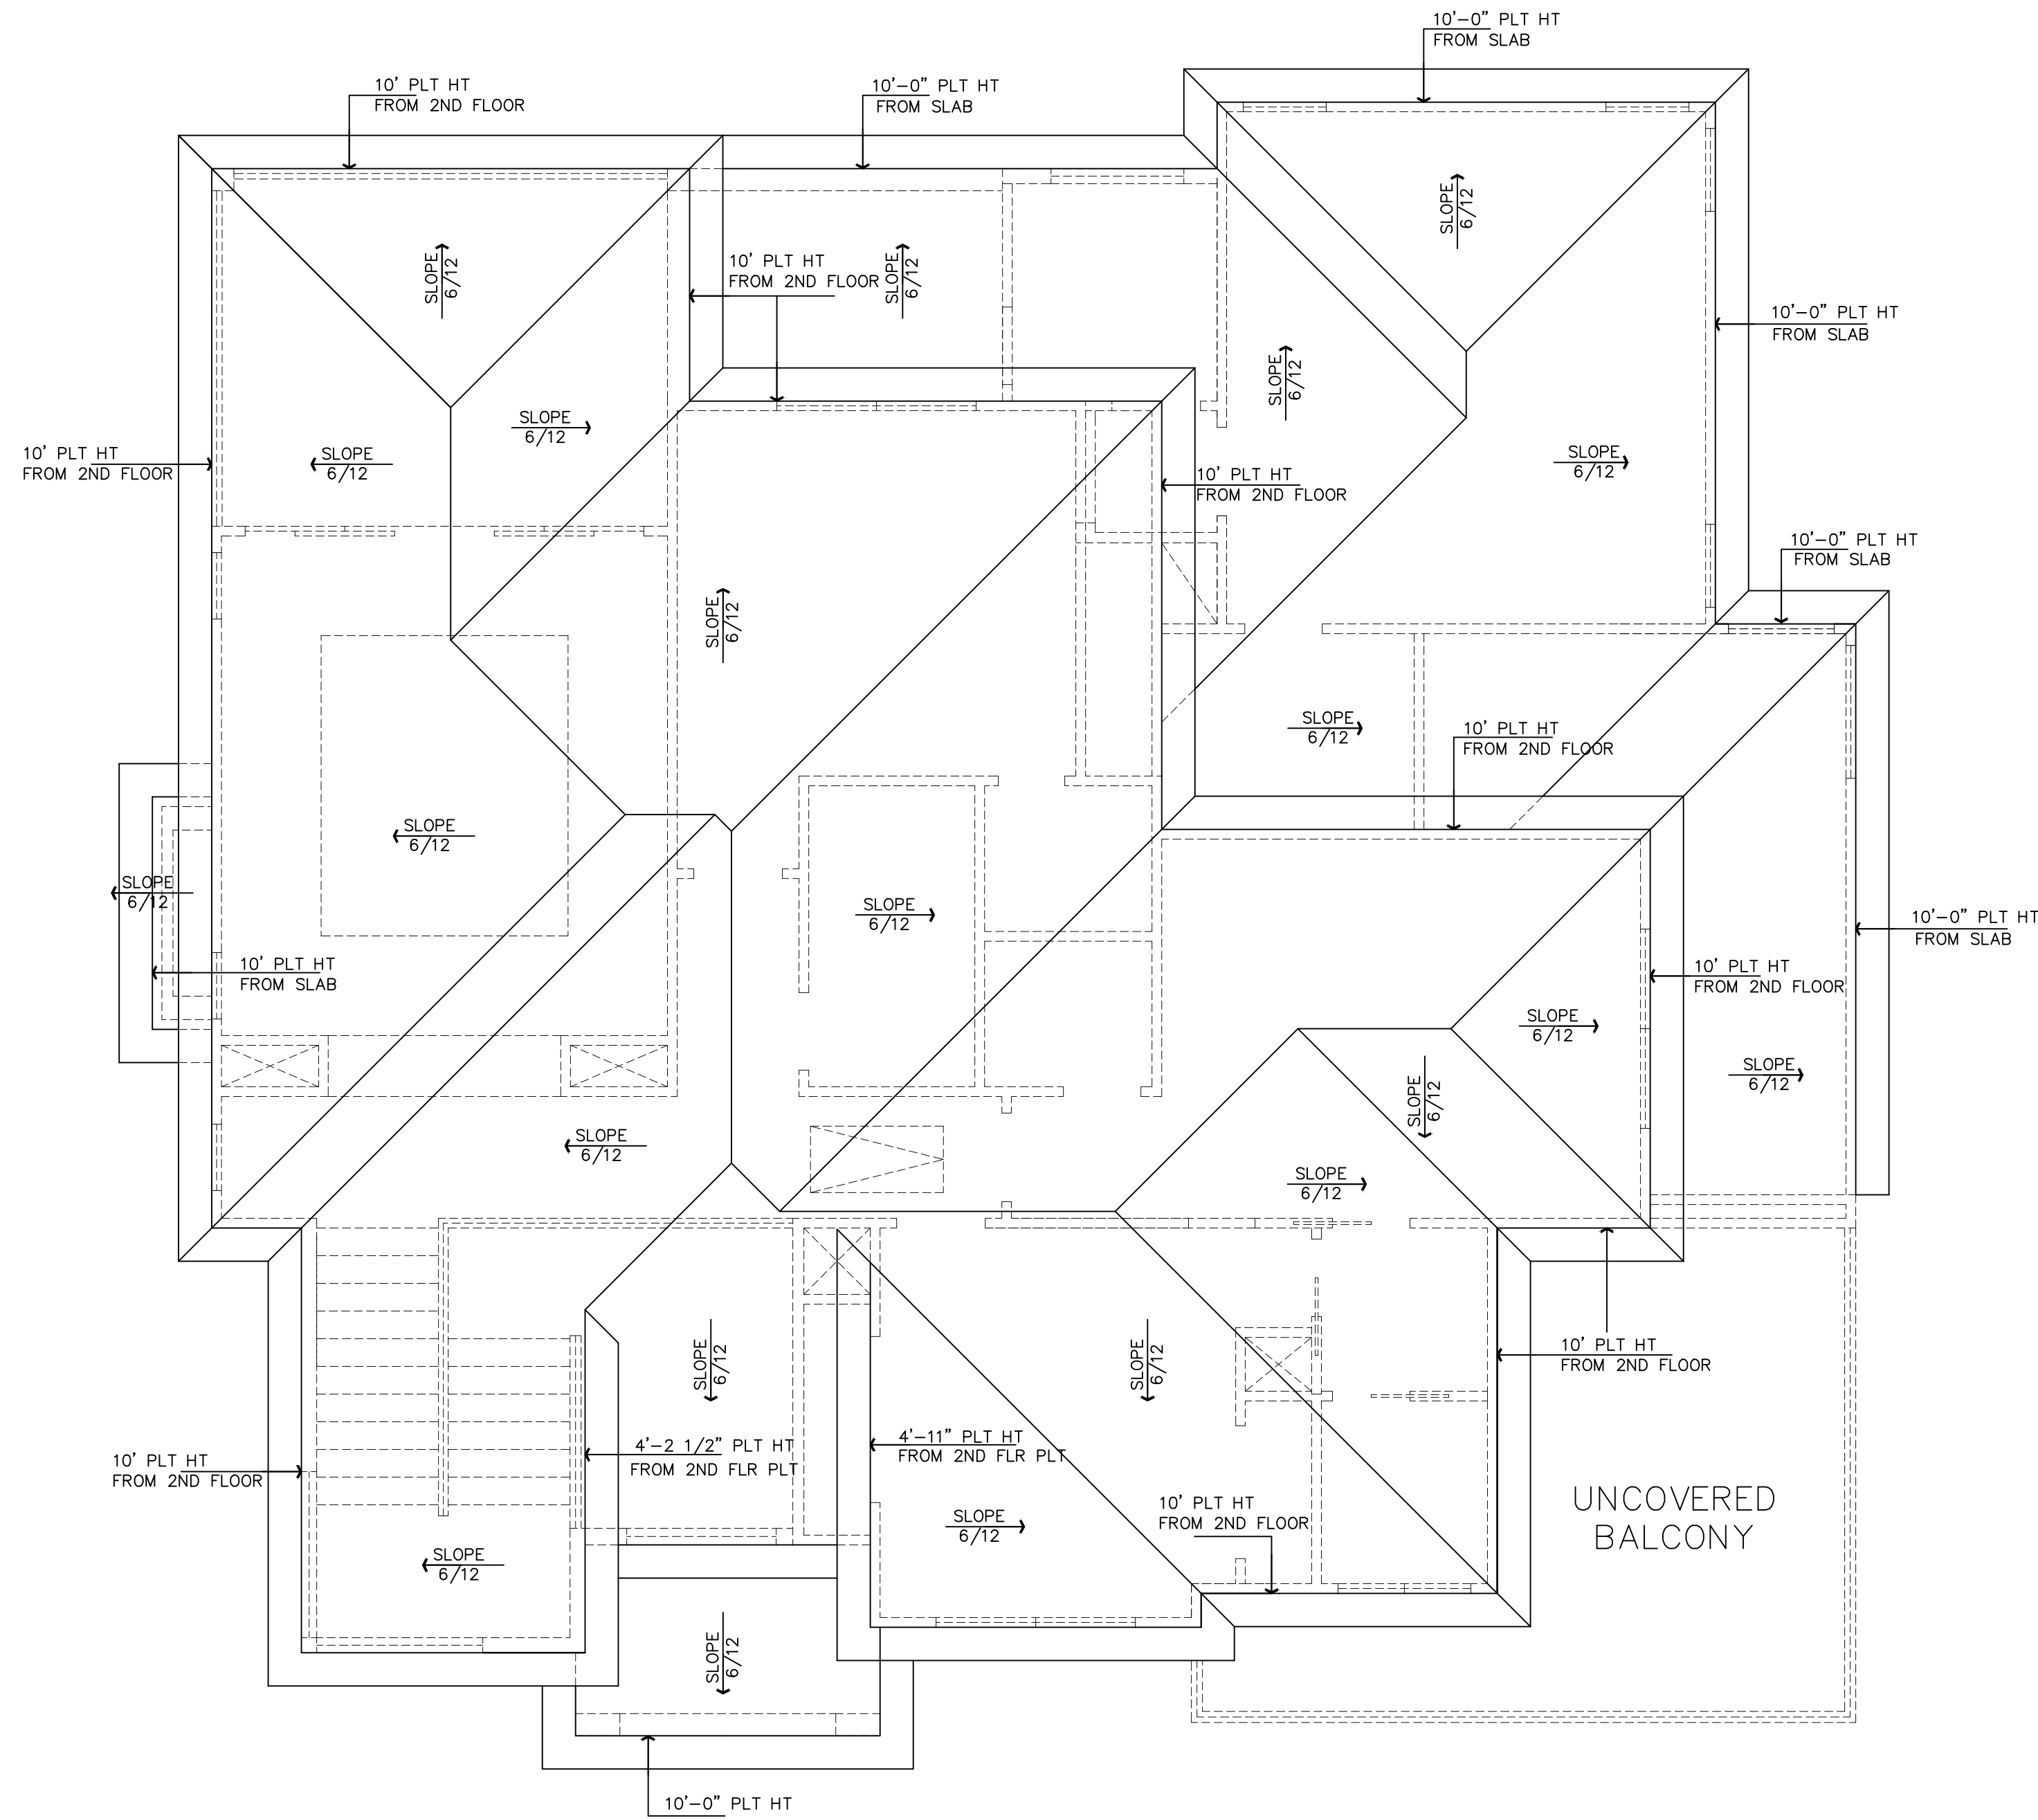 10'-0" PLT HT
FROM SLAB
10' PLT HT
FROM 2ND FLOOR
10'-0" PLT HT
FROM SLAB
SLOPE
6/12
SLOPE
6/12
SLOPE
6/12
10' PLT HT
FROM 2ND FLOOR
10'-0" PLT HT
FROM SLAB
SLOPE
6/12
SLOPE
6/12
10' PLT HT
FROM 2ND FLOOR
SLOPE
6/12
10' PLT HT
FROM 2ND FLOOR
SLOPE
6/12
10'-0" PLT HT
FROM SLAB
SLOPE
6/12
SLOPE
6/12
10' PLT HT
FROM 2ND FLOOR
SLOPE
6/12
SLOPE
6/12
SLOPE
6/12
10'-0" PLT HT
FROM SLAB
10' PLT HT
FROM SLAB
10' PLT HT
FROM 2ND FLOOR
SLOPE
6/12
SLOPE
6/12
SLOPE
6/12
SLOPE
6/12
SLOPE
6/12
SLOPE
6/12
SLOPE
6/12
10' PLT HT
FROM 2ND FLOOR
4'-2 1/2" PLT HT
FROM 2ND FLR PLT
4'-11" PLT HT
FROM 2ND FLR PLT
10' PLT HT
FROM 2ND FLOOR
10' PLT HT
FROM 2ND FLOOR
UNCOVERED
BALCONY
SLOPE
6/12
SLOPE
6/12
SLOPE
6/12
10'-0" PLT HT